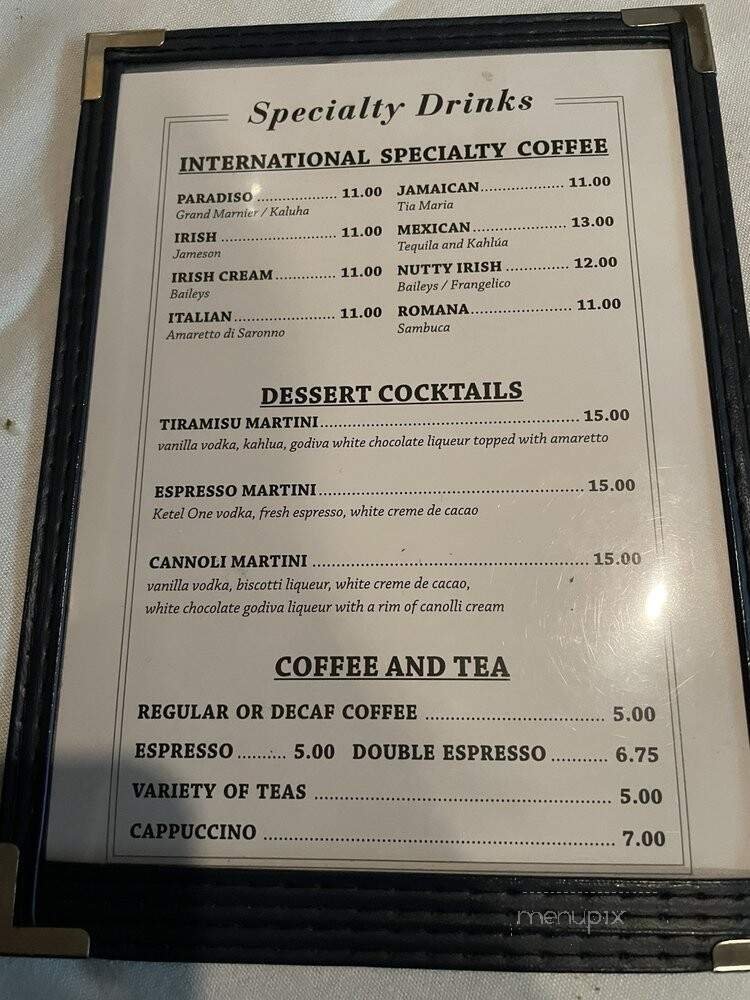 Specialty Drinks
INTERNATIONAL SPECIALTY COFFEE
PARADISO .................. 11.00
Grand Marnier / Kaluha
IRISH .......................... 11.00
Jameson
IRISH CREAM................ 11.00
Baileys
ITALIAN....................... 11.00
Amaretto di Saronno
JAMAICAN................... 11.00
Tia Maria
MEXICAN...................... 13.00
Tequila and Kahlúa
NUTTY IRISH .............. 12.00
Baileys / Frangelico
ROMANA...................... 11.00
Sambuca
DESSERT COCKTAILS
TIRAMISU MARTINI........................................................ 15.00
vanilla vodka, kahlua, godiva white chocolate liqueur topped with amaretto
ESPRESSO MARTINI......................................................... 15.00
Ketel One vodka, fresh espresso, white creme de cacao
CANNOLI MARTINI ........................................................... 15.00
vanilla vodka, biscotti liqueur, white creme de cacao,
white chocolate godiva liqueur with a rim of canolli cream
COFFEE AND TEA
REGULAR OR DECAF COFFEE .................................. 5.00
ESPRESSO .......... 5.00 DOUBLE ESPRESSO ........... 6.75
VARIETY OF TEAS ......................................................... 5.00
CAPPUCCINO .................................................................. 7.00
menupix